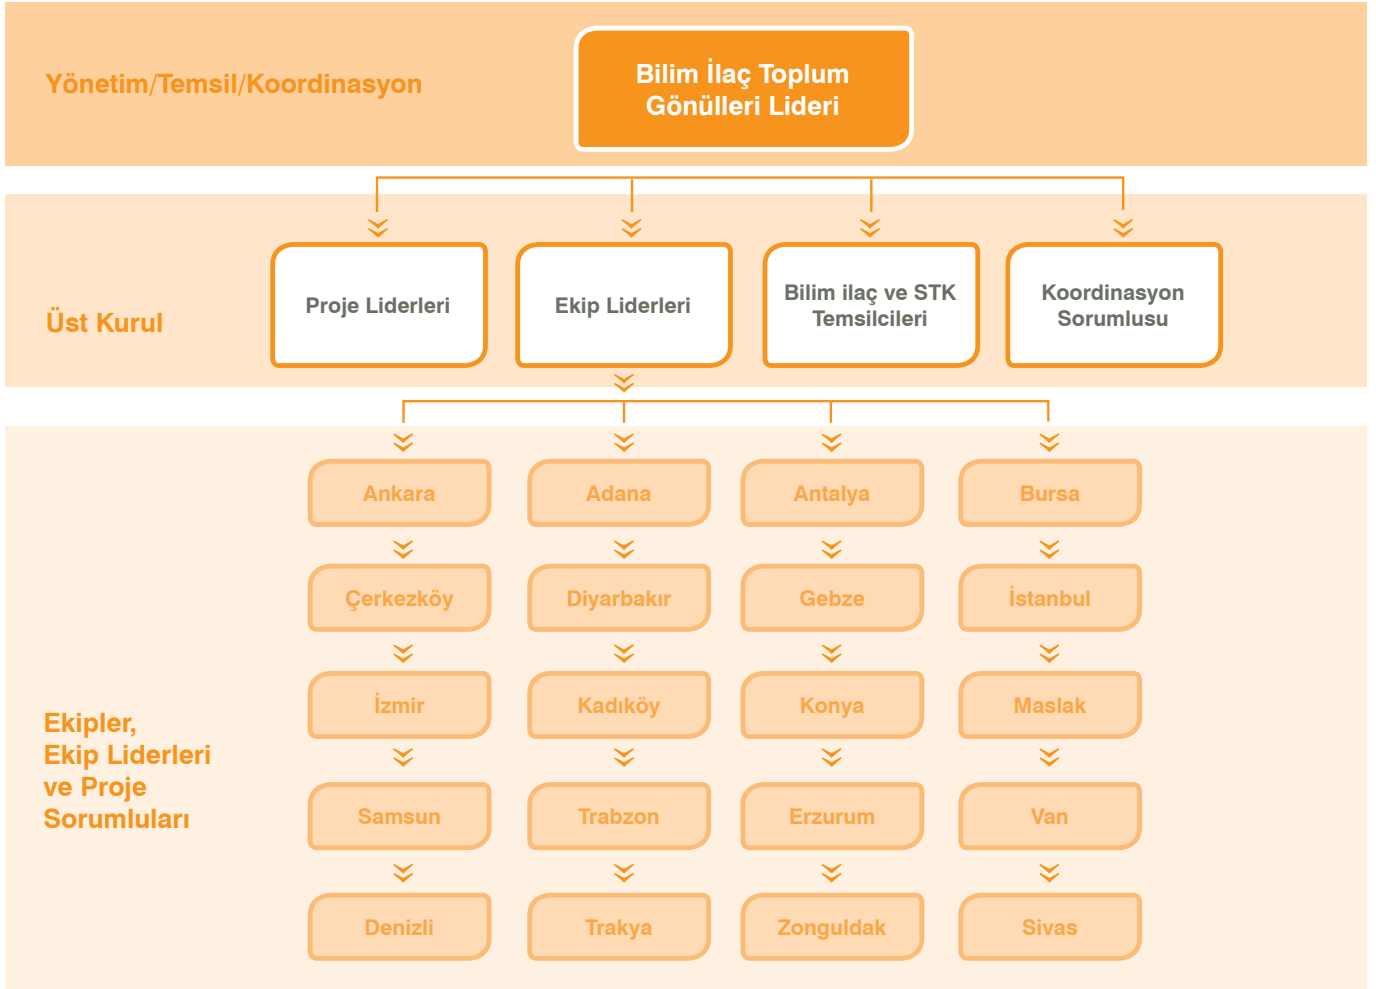 Yönetim/Temsil/Koordinasyon
Bilim İlaç Toplum
Gönülleri Lideri
Üst Kurul
Proje Liderleri
Ekip Liderleri
Bilim ilaç ve STK
Temsilcileri
Koordinasyon
Sorumlusu
Ekipler,
Ekip Liderleri
ve Proje
Sorumluları
Ankara
Adana
Antalya
Bursa
Çerkezköy
Diyarbakır
Gebze
İstanbul
İzmir
Kadıköy
Konya
Maslak
Samsun
Trabzon
Erzurum
Van
Denizli
Trakya
Zonguldak
Sivas